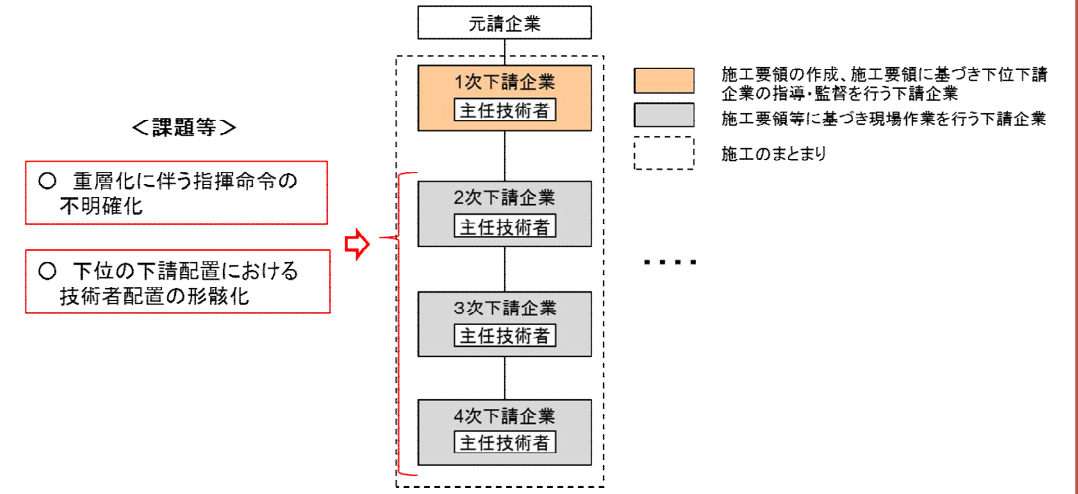 元請企業
1次下請企業
主任技術者
2次下請企業
主任技術者
3次下請企業
主任技術者
4次下請企業
主任技術者
<課題等>
○ 重層化に伴う指揮命令の
不明確化
○ 下位の下請配置における
技術者配置の形骸化
施工要領の作成、施工要領に基づき下位下請
企業の指導・監督を行う下請企業
施工要領等に基づき現場作業を行う下請企業
施工のまとまり
････